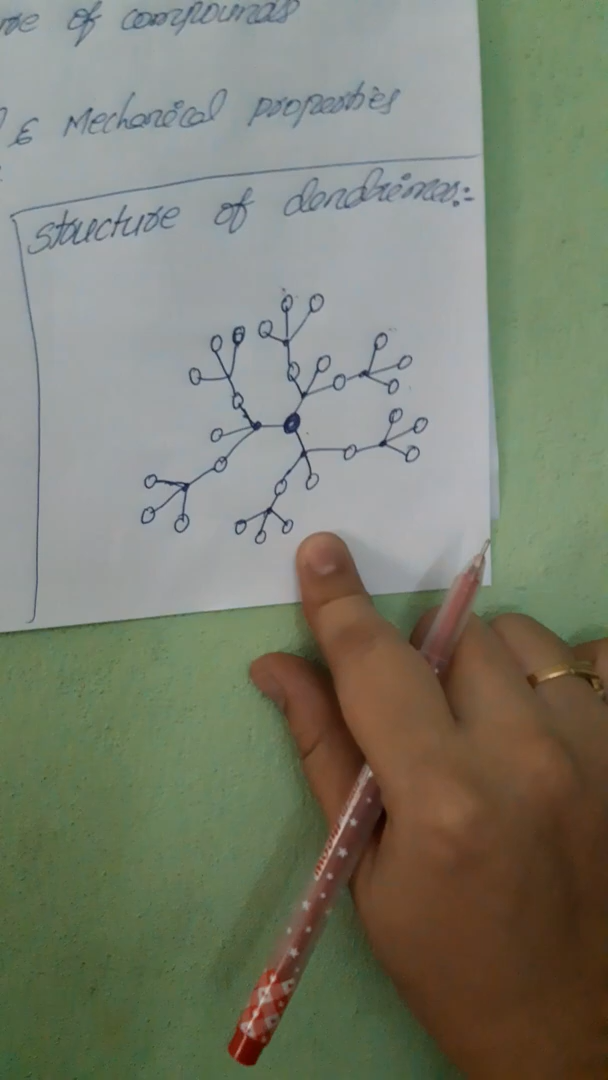 of compounds
& Mechanical properties
Structure of dendrimers:-